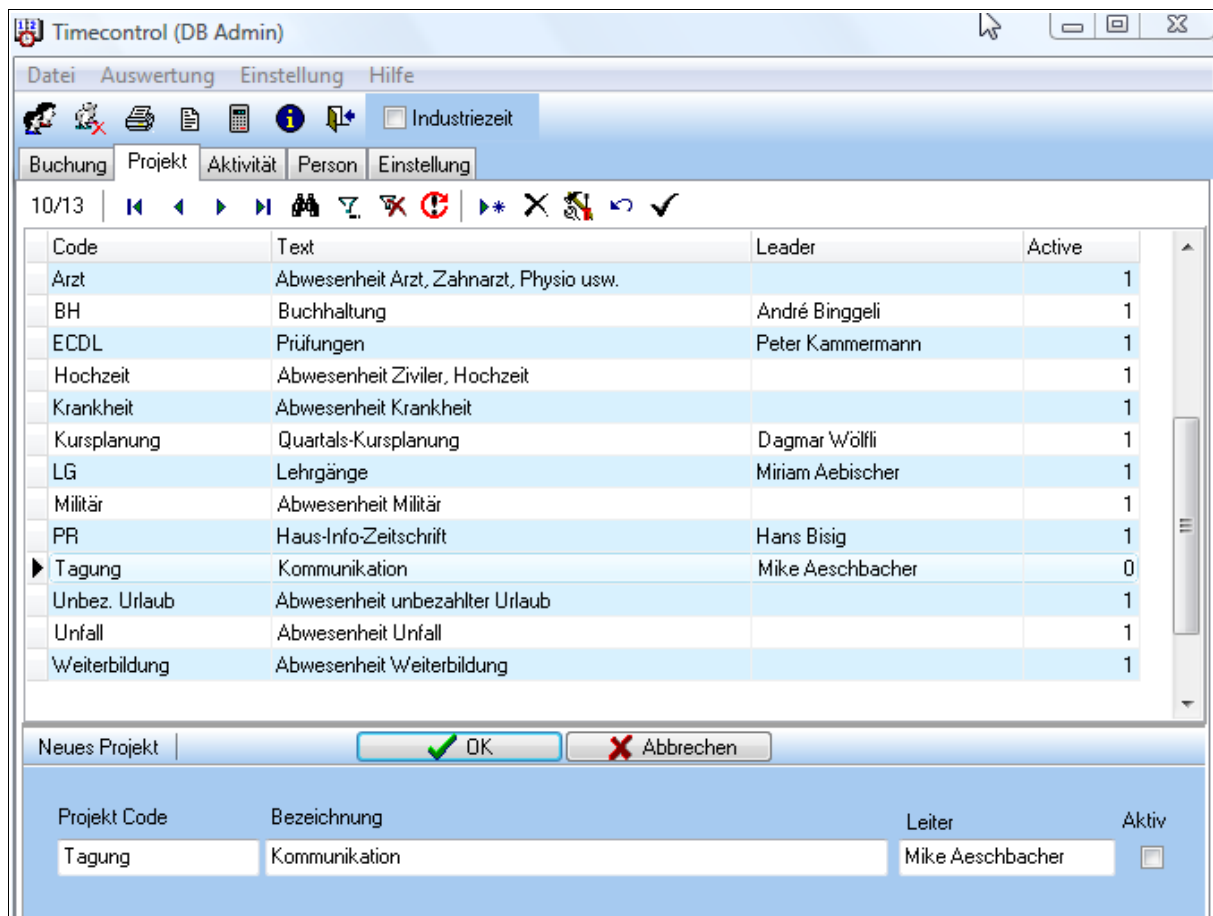 Timecontrol (DB Admin)
Datei Auswertung Einstellung Hilfe
Industriezeit
Buchung Projekt Aktivität Person Einstellung
10/13
Code Text Leader Active
Arzt Abwesenheit Arzt, Zahnarzt, Physio usw. 1
BH Buchhaltung André Binggeli 1
ECDL Prüfungen Peter Kammermann 1
Hochzeit Abwesenheit Ziviler, Hochzeit 1
Krankheit Abwesenheit Krankheit 1
Kursplanung Quartals-Kursplanung Dagmar Wölfli 1
LG Lehrgänge Miriam Aebischer 1
Militär Abwesenheit Militär 1
PR Haus-Info-Zeitschrift Hans Bisig 1
Tagung Kommunikation Mike Aeschbacher 0
Unbez. Urlaub Abwesenheit unbezahlter Urlaub 1
Unfall Abwesenheit Unfall 1
Weiterbildung Abwesenheit Weiterbildung 1
Neues Projekt OK Abbrechen
Projekt Code Bezeichnung Leiter Aktiv
Tagung Kommunikation Mike Aeschbacher